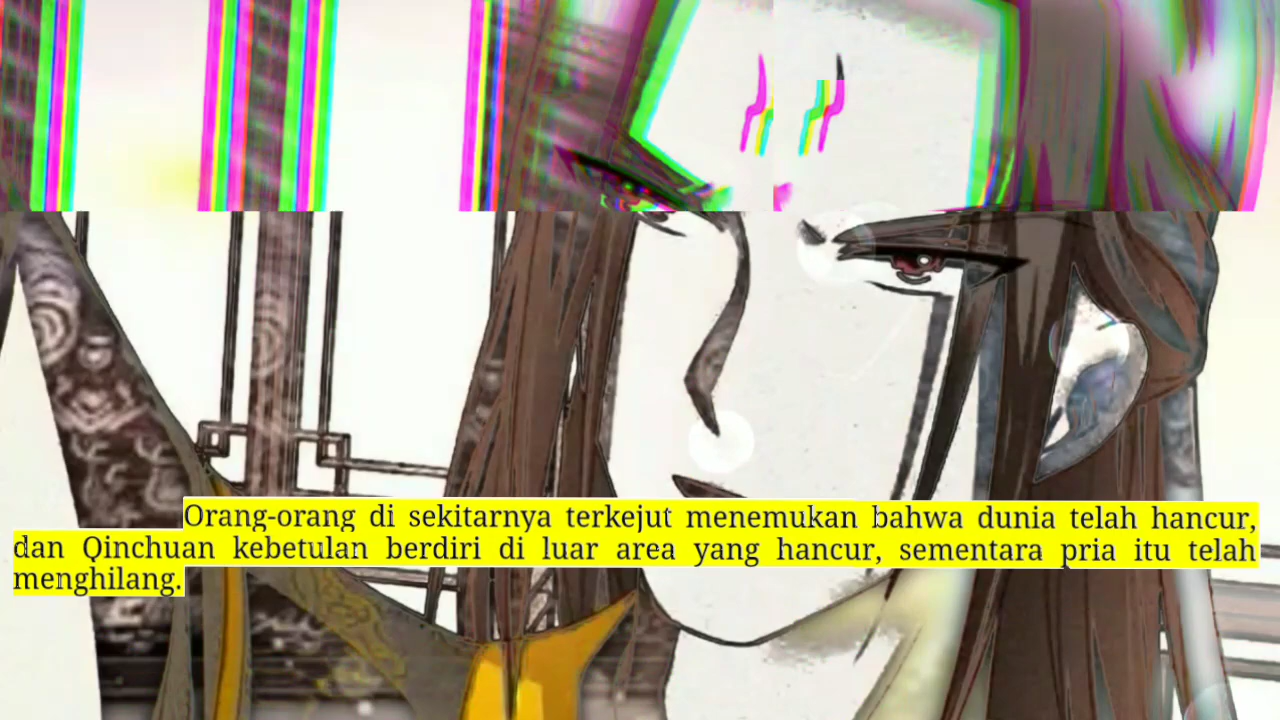 Orang-orang di sekitarnya terkejut menemukan bahwa dunia telah hancur,
dan Qinchuan kebetulan berdiri di luar area yang hancur, sementara pria itu telah
menghilang.